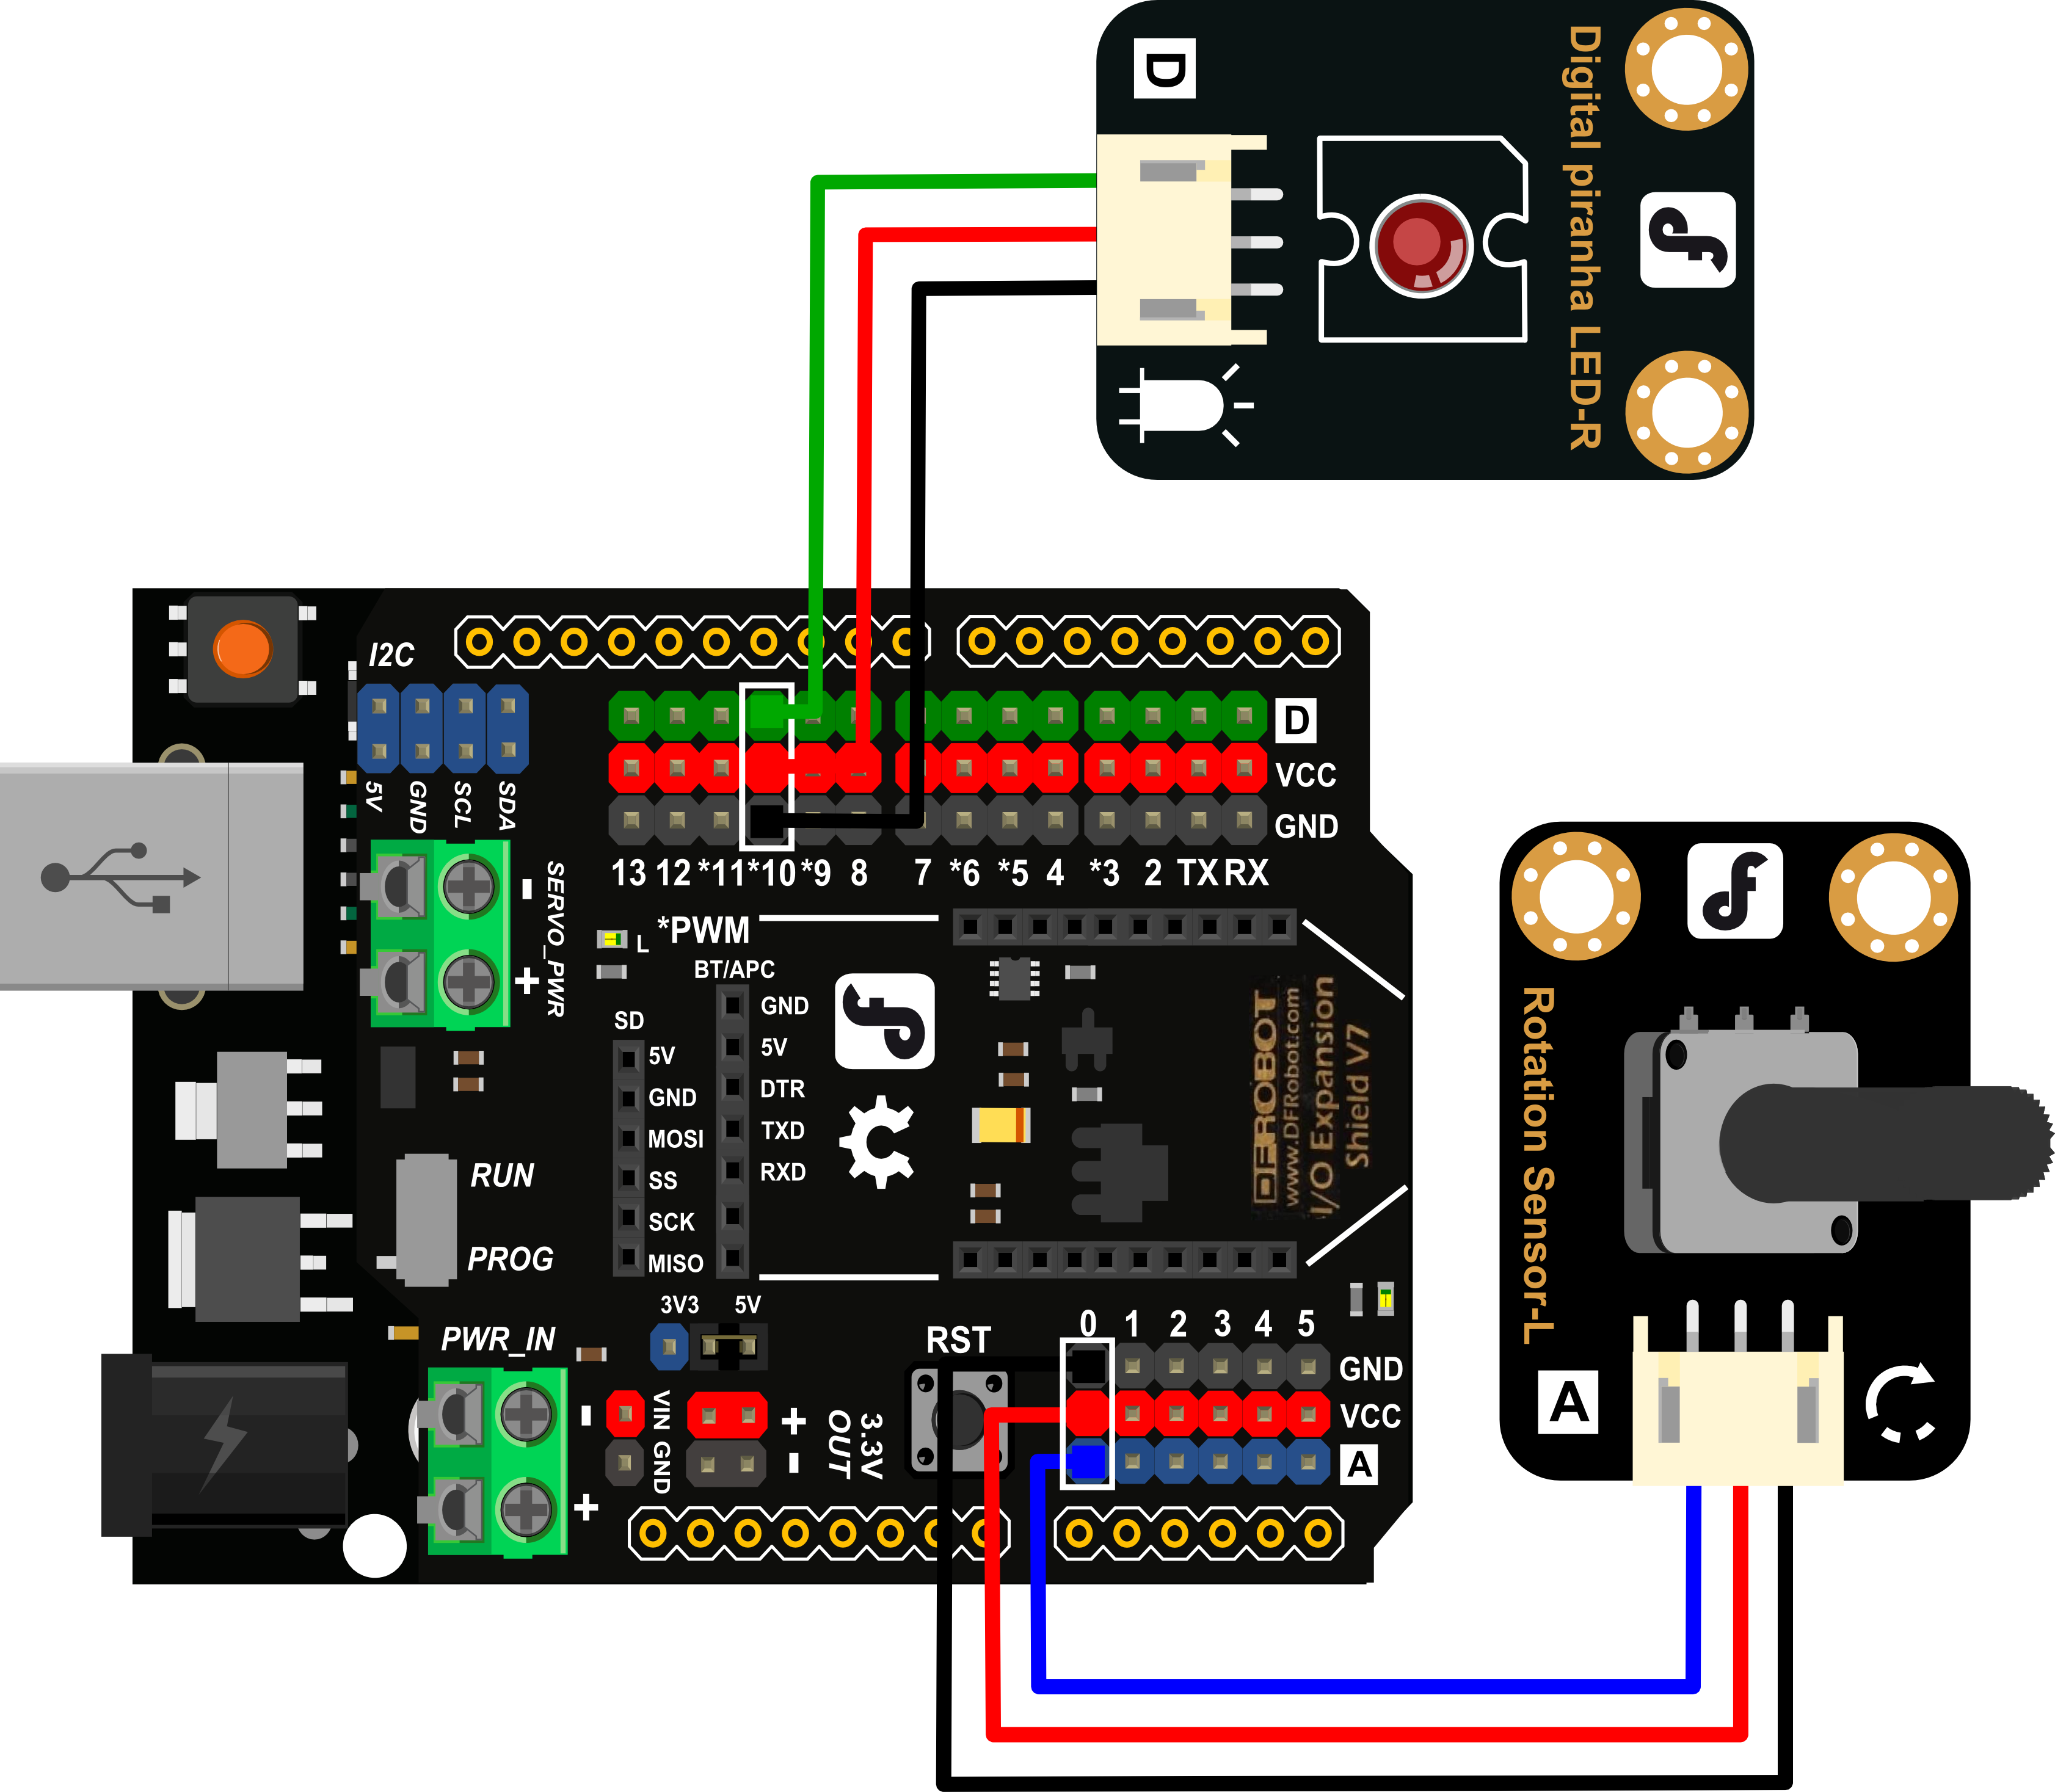 D
Digital piranha LED-R
I2C
5V
GND
SCL
SDA
D
VCC
GND
13 12 *11 *10 *9 8 7 *6 *5 4 *3 2 TX RX
*PWM
L
SERVO_PWR
-
+
BT/APC
GND
5V
DTR
TXD
RXD
SD
5V
GND
MOSI
SS
SCK
MISO
DFROBOT
www.DFRobot.com
I/O Expansion
Shield V7
RUN
PROG
PWR_IN
-
+
3V3
5V
VIN
GND
+
-
3.3V
OUT
RST
0 1 2 3 4 5
GND
VCC
A
Rotation Sensor-L
A